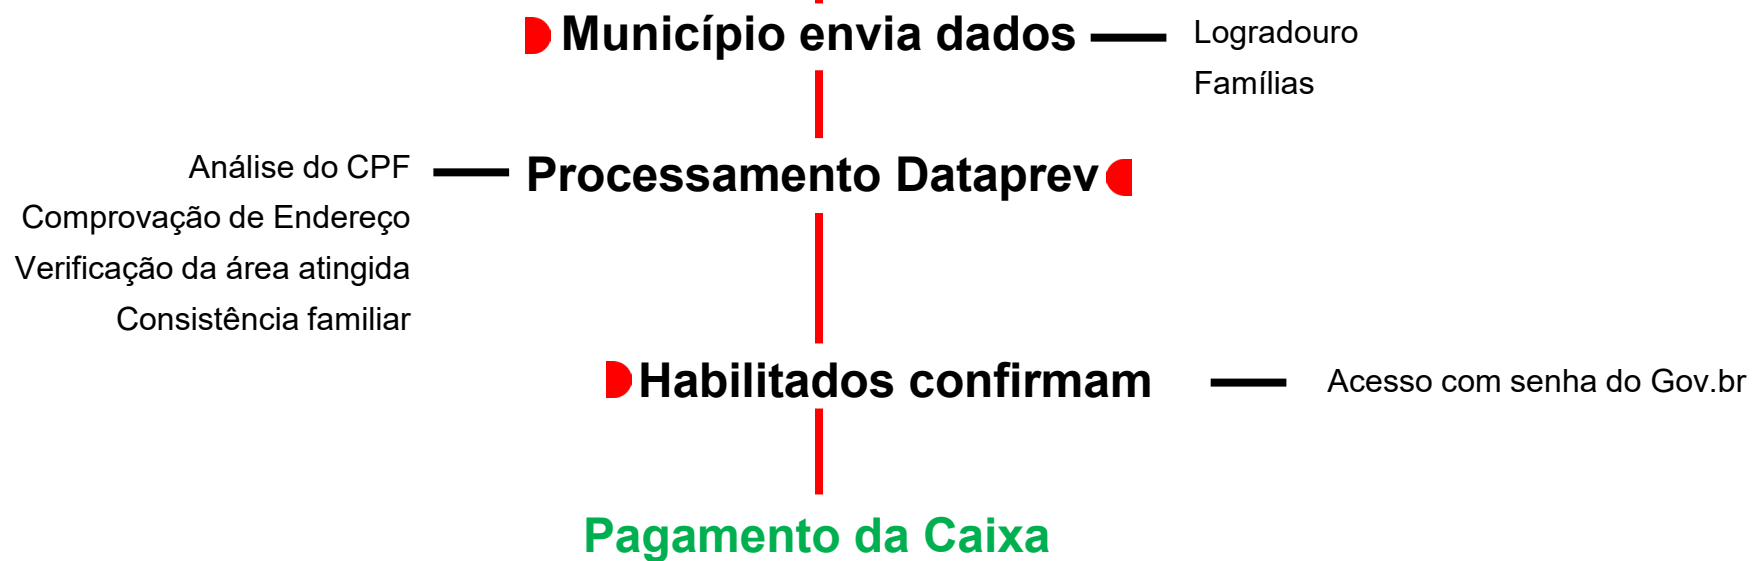 Município envia dados
Logradouro
Famílias
Processamento Dataprev
Análise do CPF
Comprovação de Endereço
Verificação da área atingida
Consistência familiar
Habilitados confirmam
Acesso com senha do Gov.br
Pagamento da Caixa